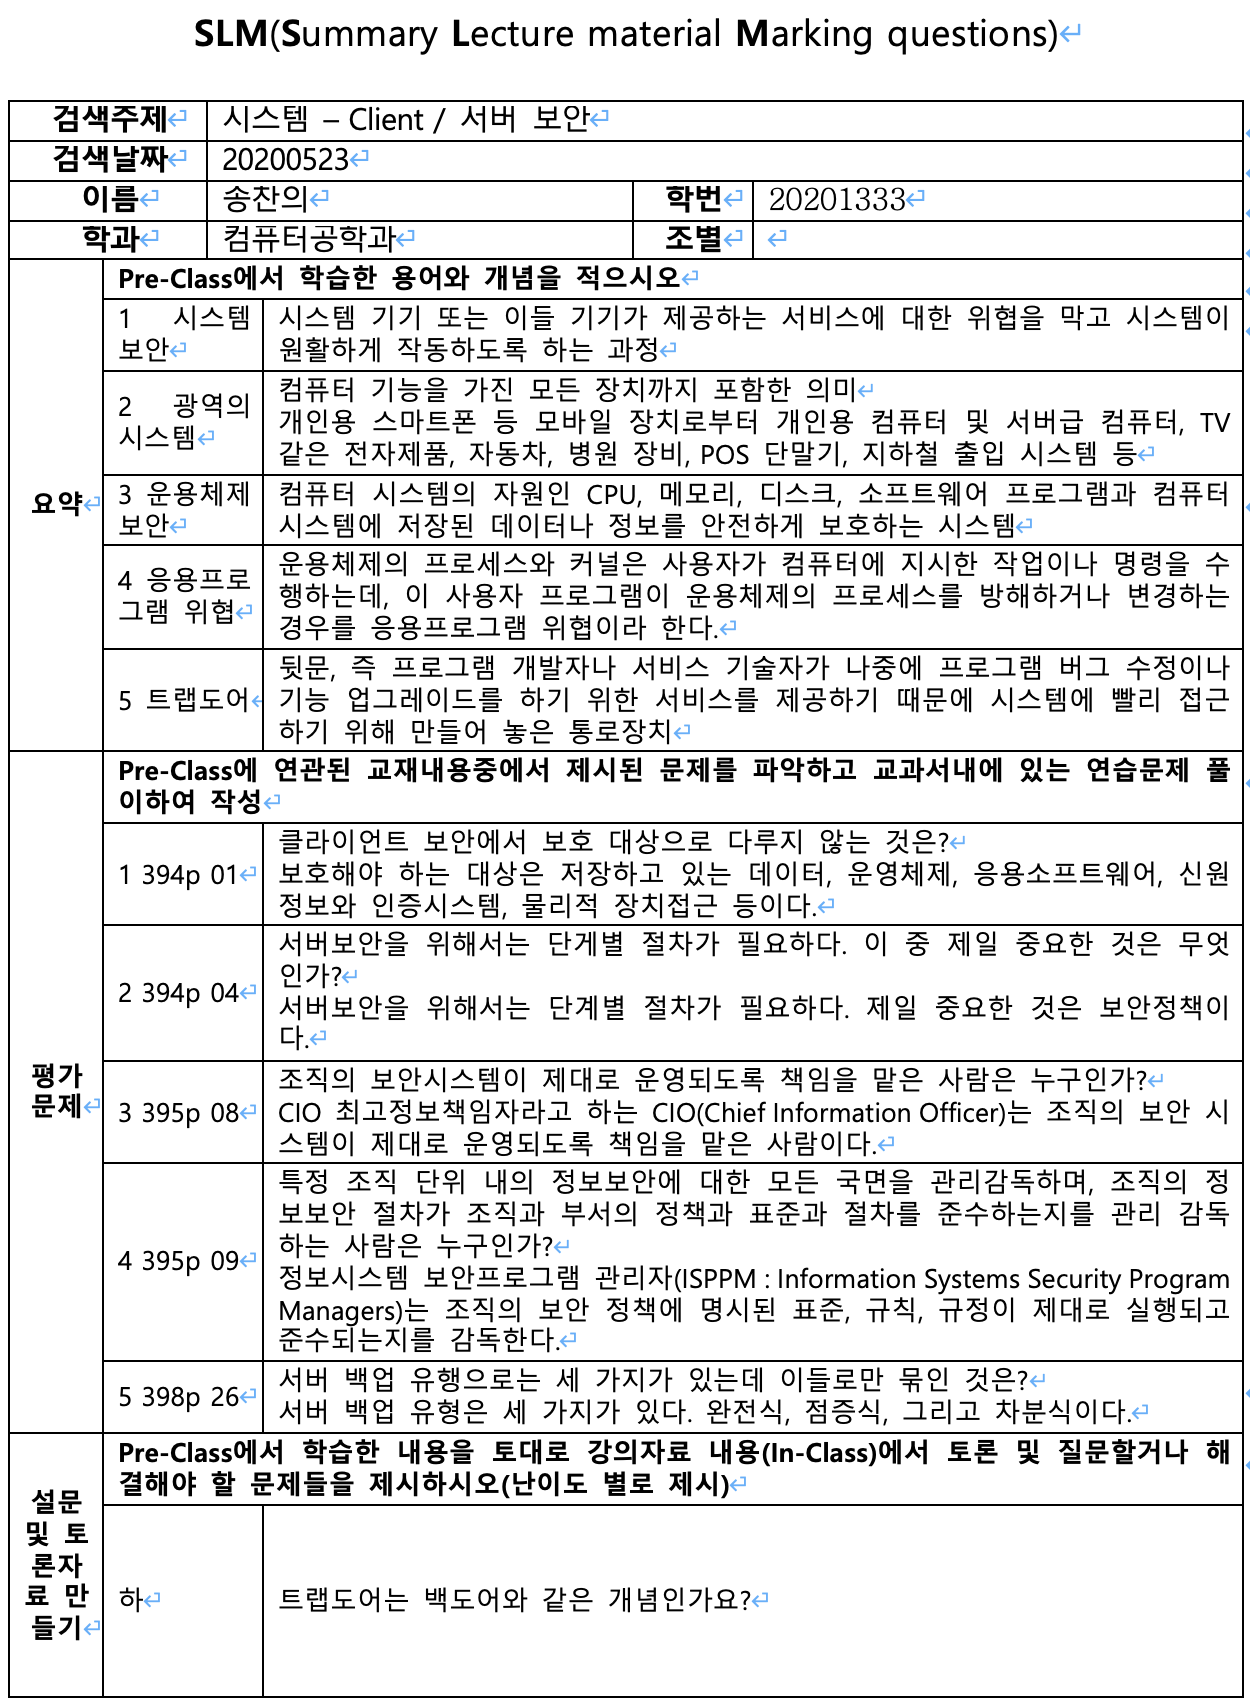 SLM(Summary Lecture material Marking questions)
검색주제 시스템 – Client / 서버 보안
검색날짜 20200523
이름 송찬의 학번 20201333
학과 컴퓨터공학과 조별
요약
Pre-Class에서 학습한 용어와 개념을 적으시오
1 시스템
보안
시스템 기기 또는 이들 기기가 제공하는 서비스에 대한 위협을 막고 시스템이
원활하게 작동하도록 하는 과정
2 광역의
시스템
컴퓨터 기능을 가진 모든 장치까지 포함한 의미
개인용 스마트폰 등 모바일 장치로부터 개인용 컴퓨터 및 서버급 컴퓨터, TV
같은 전자제품, 자동차, 병원 장비, POS 단말기, 지하철 출입 시스템 등
3 운용체제
보안
컴퓨터 시스템의 자원인 CPU, 메모리, 디스크, 소프트웨어 프로그램과 컴퓨터
시스템에 저장된 데이터나 정보를 안전하게 보호하는 시스템
4 응용프로
그램 위협
운용체제의 프로세스와 커널은 사용자가 컴퓨터에 지시한 작업이나 명령을 수
행하는데, 이 사용자 프로그램이 운용체제의 프로세스를 방해하거나 변경하는
경우를 응용프로그램 위협이라 한다.
5 트랩도어
뒷문, 즉 프로그램 개발자나 서비스 기술자가 나중에 프로그램 버그 수정이나
기능 업그레이드를 하기 위한 서비스를 제공하기 때문에 시스템에 빨리 접근
하기 위해 만들어 놓은 통로장치
평가
문제
Pre-Class에 연관된 교재내용중에서 제시된 문제를 파악하고 교과서내에 있는 연습문제 풀
이하여 작성
1 394p 01
클라이언트 보안에서 보호 대상으로 다루지 않는 것은?
보호해야 하는 대상은 저장하고 있는 데이터, 운영체제, 응용소프트웨어, 신원
정보와 인증시스템, 물리적 장치접근 등이다.
2 394p 04
서버보안을 위해서는 단게별 절차가 필요하다. 이 중 제일 중요한 것은 무엇
인가?
서버보안을 위해서는 단계별 절차가 필요하다. 제일 중요한 것은 보안정책이
다.
3 395p 08
조직의 보안시스템이 제대로 운영되도록 책임을 맡은 사람은 누구인가?
CIO 최고정보책임자라고 하는 CIO(Chief Information Officer)는 조직의 보안 시
스템이 제대로 운영되도록 책임을 맡은 사람이다.
4 395p 09
특정 조직 단위 내의 정보보안에 대한 모든 국면을 관리감독하며, 조직의 정
보보안 절차가 조직과 부서의 정책과 표준과 절차를 준수하는지를 관리 감독
하는 사람은 누구인가?
정보시스템 보안프로그램 관리자(ISPPM : Information Systems Security Program
Managers)는 조직의 보안 정책에 명시된 표준, 규칙, 규정이 제대로 실행되고
준수되는지를 감독한다.
5 398p 26
서버 백업 유행으로는 세 가지가 있는데 이들로만 묶인 것은?
서버 백업 유형은 세 가지가 있다. 완전식, 점증식, 그리고 차분식이다.
설문
및 토
론자
료 만
들기
Pre-Class에서 학습한 내용을 토대로 강의자료 내용(In-Class)에서 토론 및 질문할거나 해
결해야 할 문제들을 제시하시오(난이도 별로 제시)
하
트랩도어는 백도어와 같은 개념인가요?